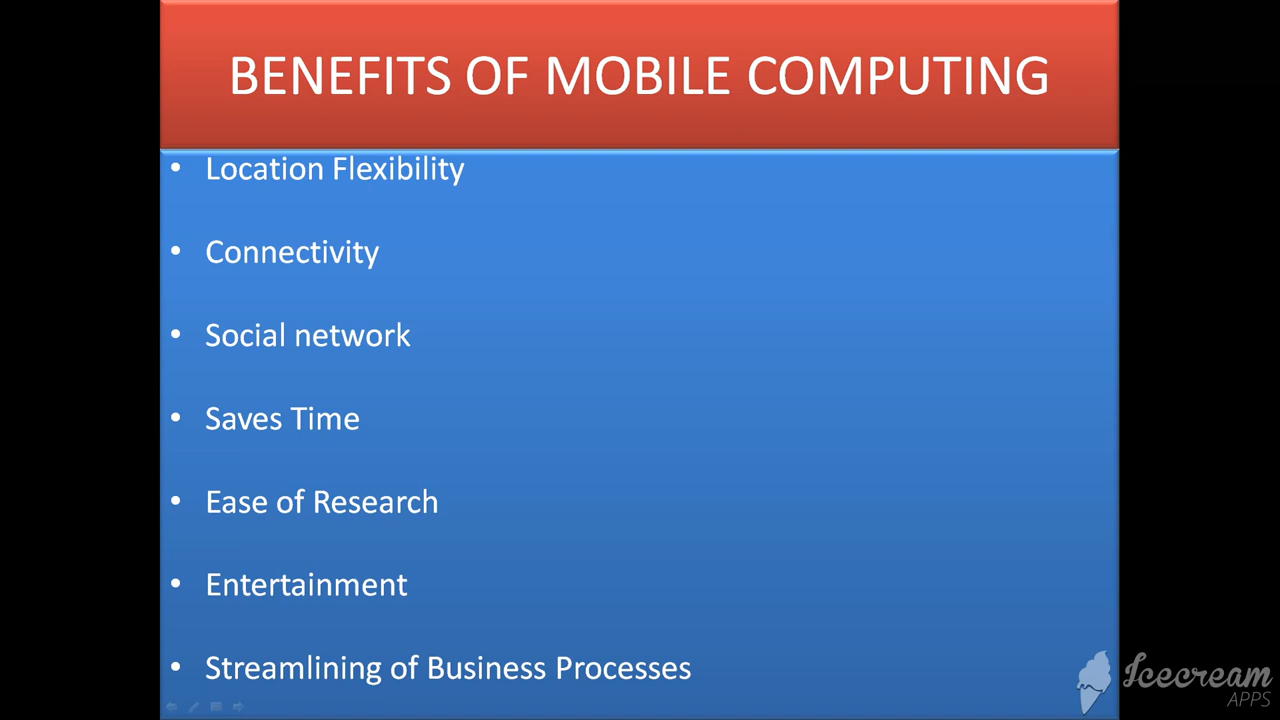 BENEFITS OF MOBILE COMPUTING
• Location Flexibility
• Connectivity
• Social network
• Saves Time
• Ease of Research
• Entertainment
• Streamlining of Business Processes
Icecream
APPS